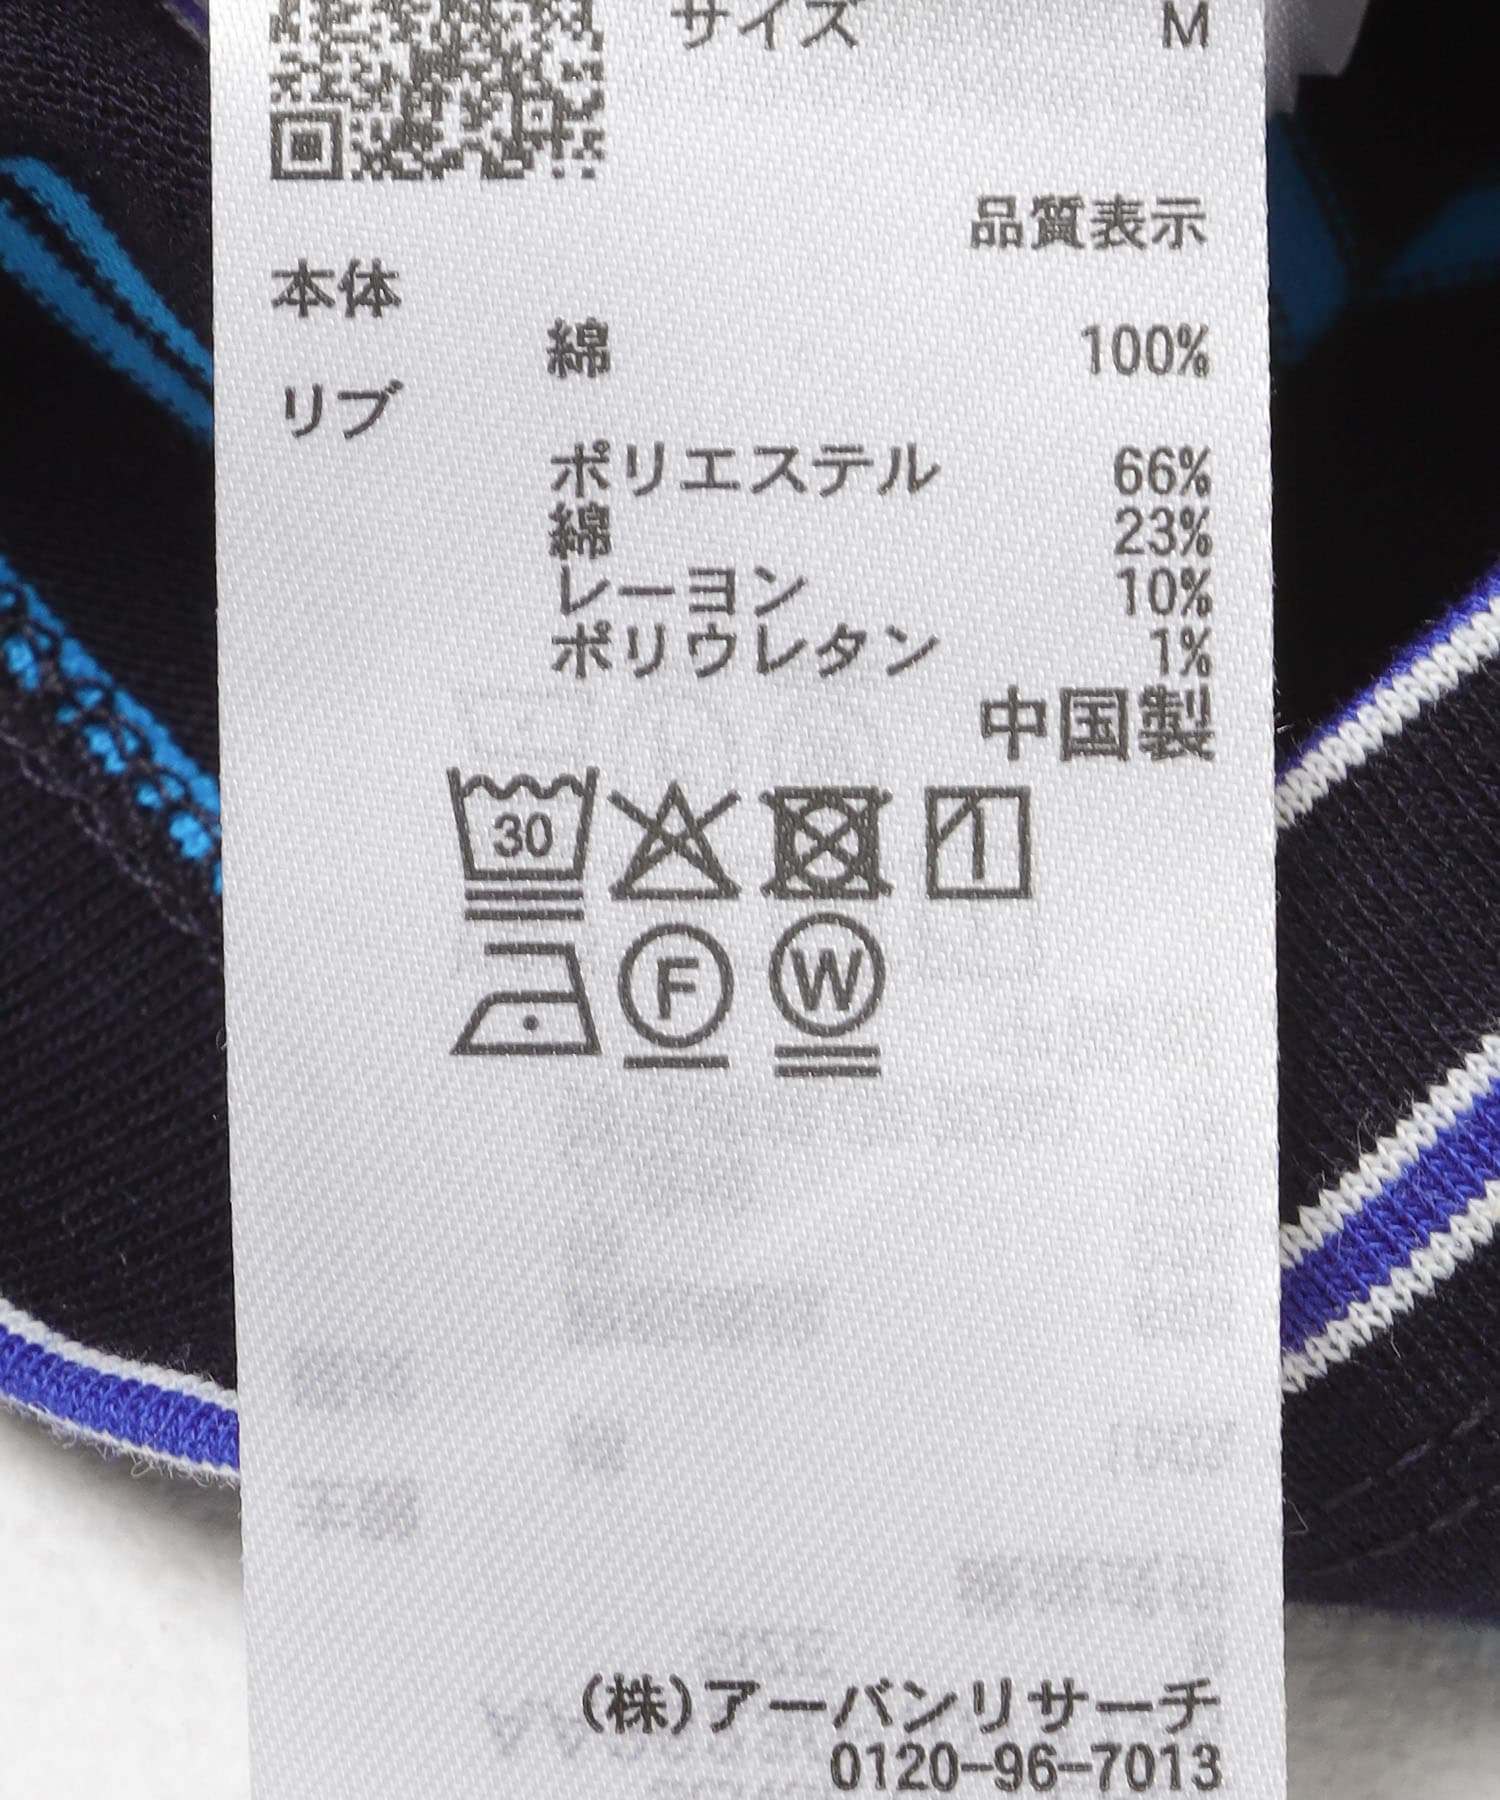 サイズ M
品質表示
本体
綿 100%
リブ
ポリエステル 66%
綿 23%
レーヨン 10%
ポリウレタン 1%
中国製
30
F W
(株)アーバンリサーチ
0120-96-7013